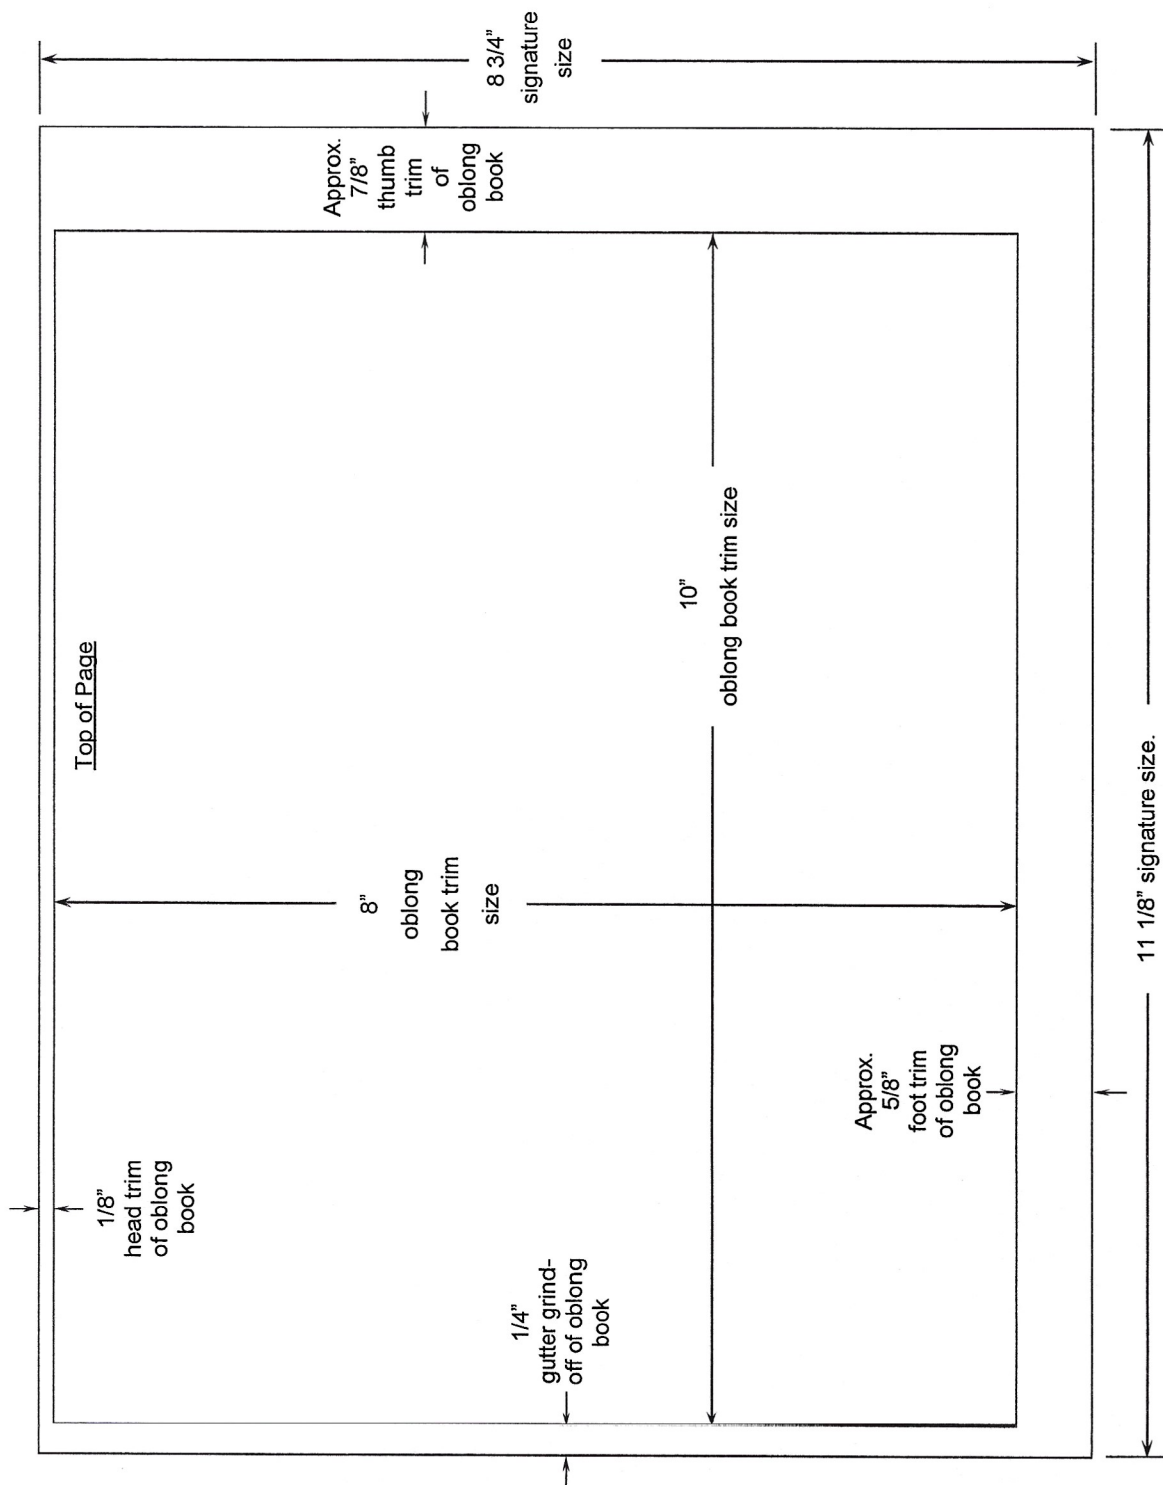 8 3/4”
signature
size
Approx.
7/8”
thumb
trim
of
oblong
book
Top of Page
10”
oblong book trim size
8”
oblong
book trim
size
11 1/8” signature size.
Approx.
5/8”
foot trim
of oblong
book
1/8”
head trim
of oblong
book
1/4”
gutter grind-
off of oblong
book